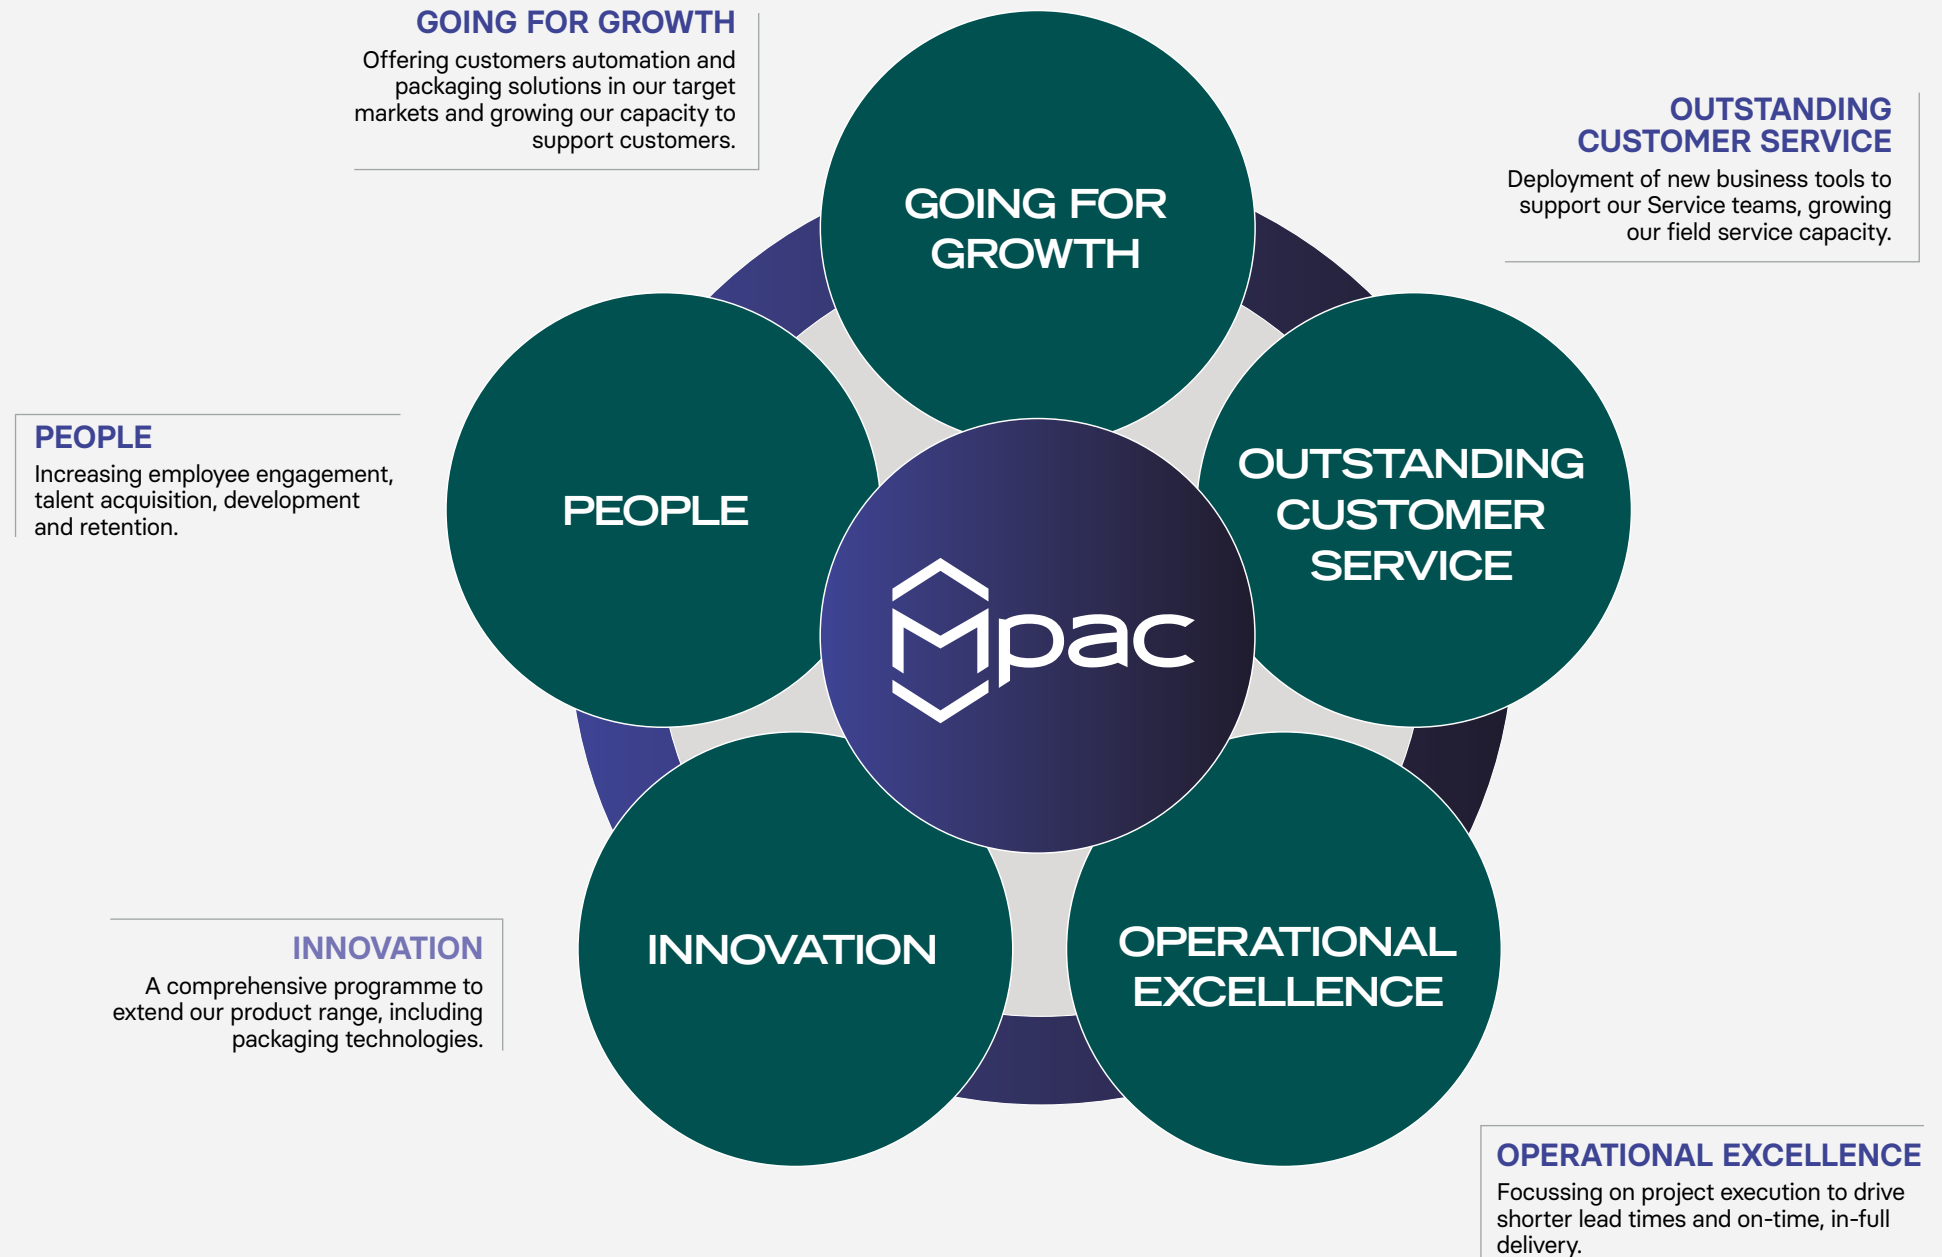 GOING FOR GROWTH
Offering customers automation and
packaging solutions in our target
markets and growing our capacity to
support customers.
OUTSTANDING
CUSTOMER SERVICE
Deployment of new business tools to
support our Service teams, growing
our field service capacity.
GOING FOR
GROWTH
PEOPLE
Increasing employee engagement,
talent acquisition, development
and retention.
PEOPLE
OUTSTANDING
CUSTOMER
SERVICE
Mpac
INNOVATION
A comprehensive programme to
extend our product range, including
packaging technologies.
INNOVATION
OPERATIONAL
EXCELLENCE
OPERATIONAL EXCELLENCE
Focussing on project execution to drive
shorter lead times and on-time, in-full
delivery.